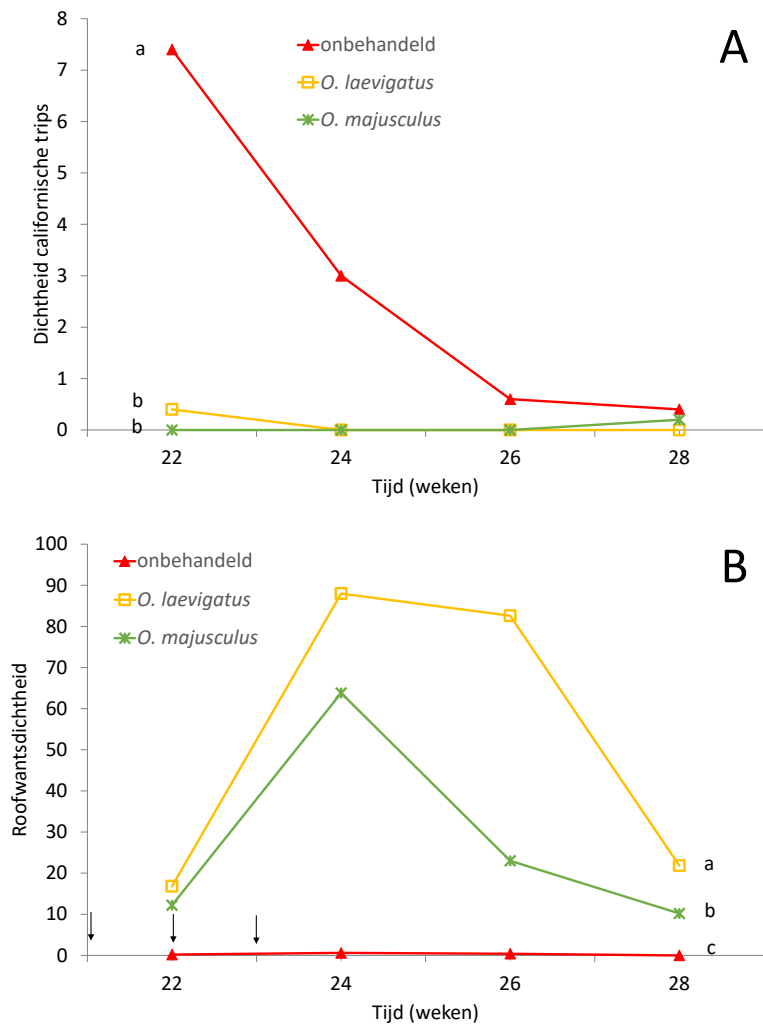 A
onbehandeld
O. laevigatus
O. majusculus
Dichtheid californische trips
8
7
6
5
4
3
2
1
0
a
b
b
22 24 26 28
Tijd (weken)
B
onbehandeld
O. laevigatus
O. majusculus
Roofwantsdichtheid
100
90
80
70
60
50
40
30
20
10
0
a
b
c
22 24 26 28
Tijd (weken)